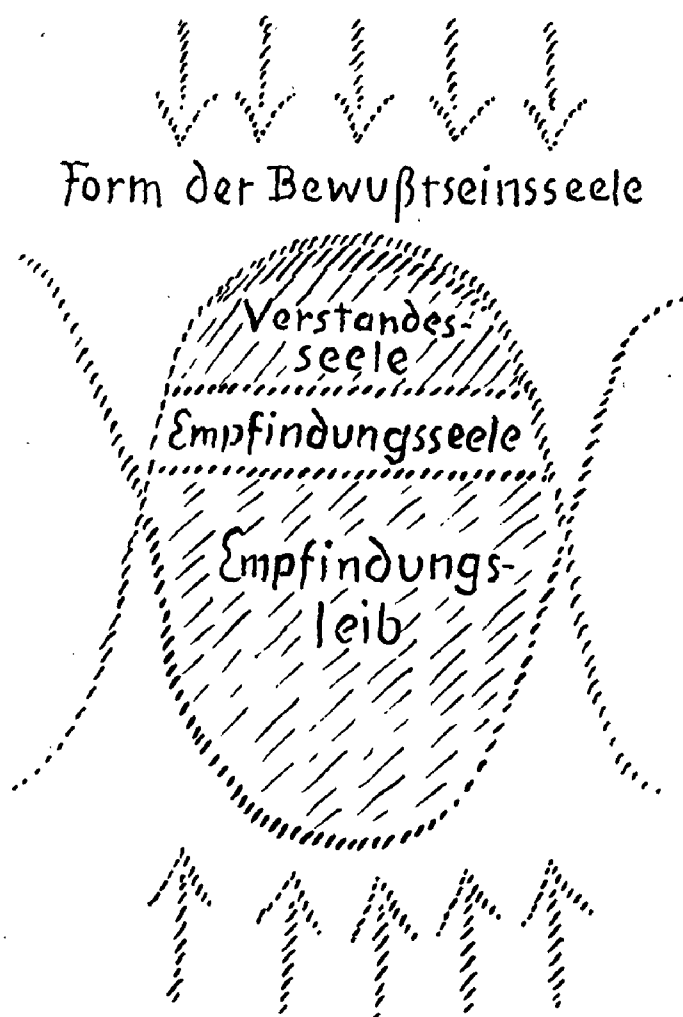 Form der Bewußtseinsseele
Verstandes-
seele
Empfindungsseele
Empfindungs-
leib